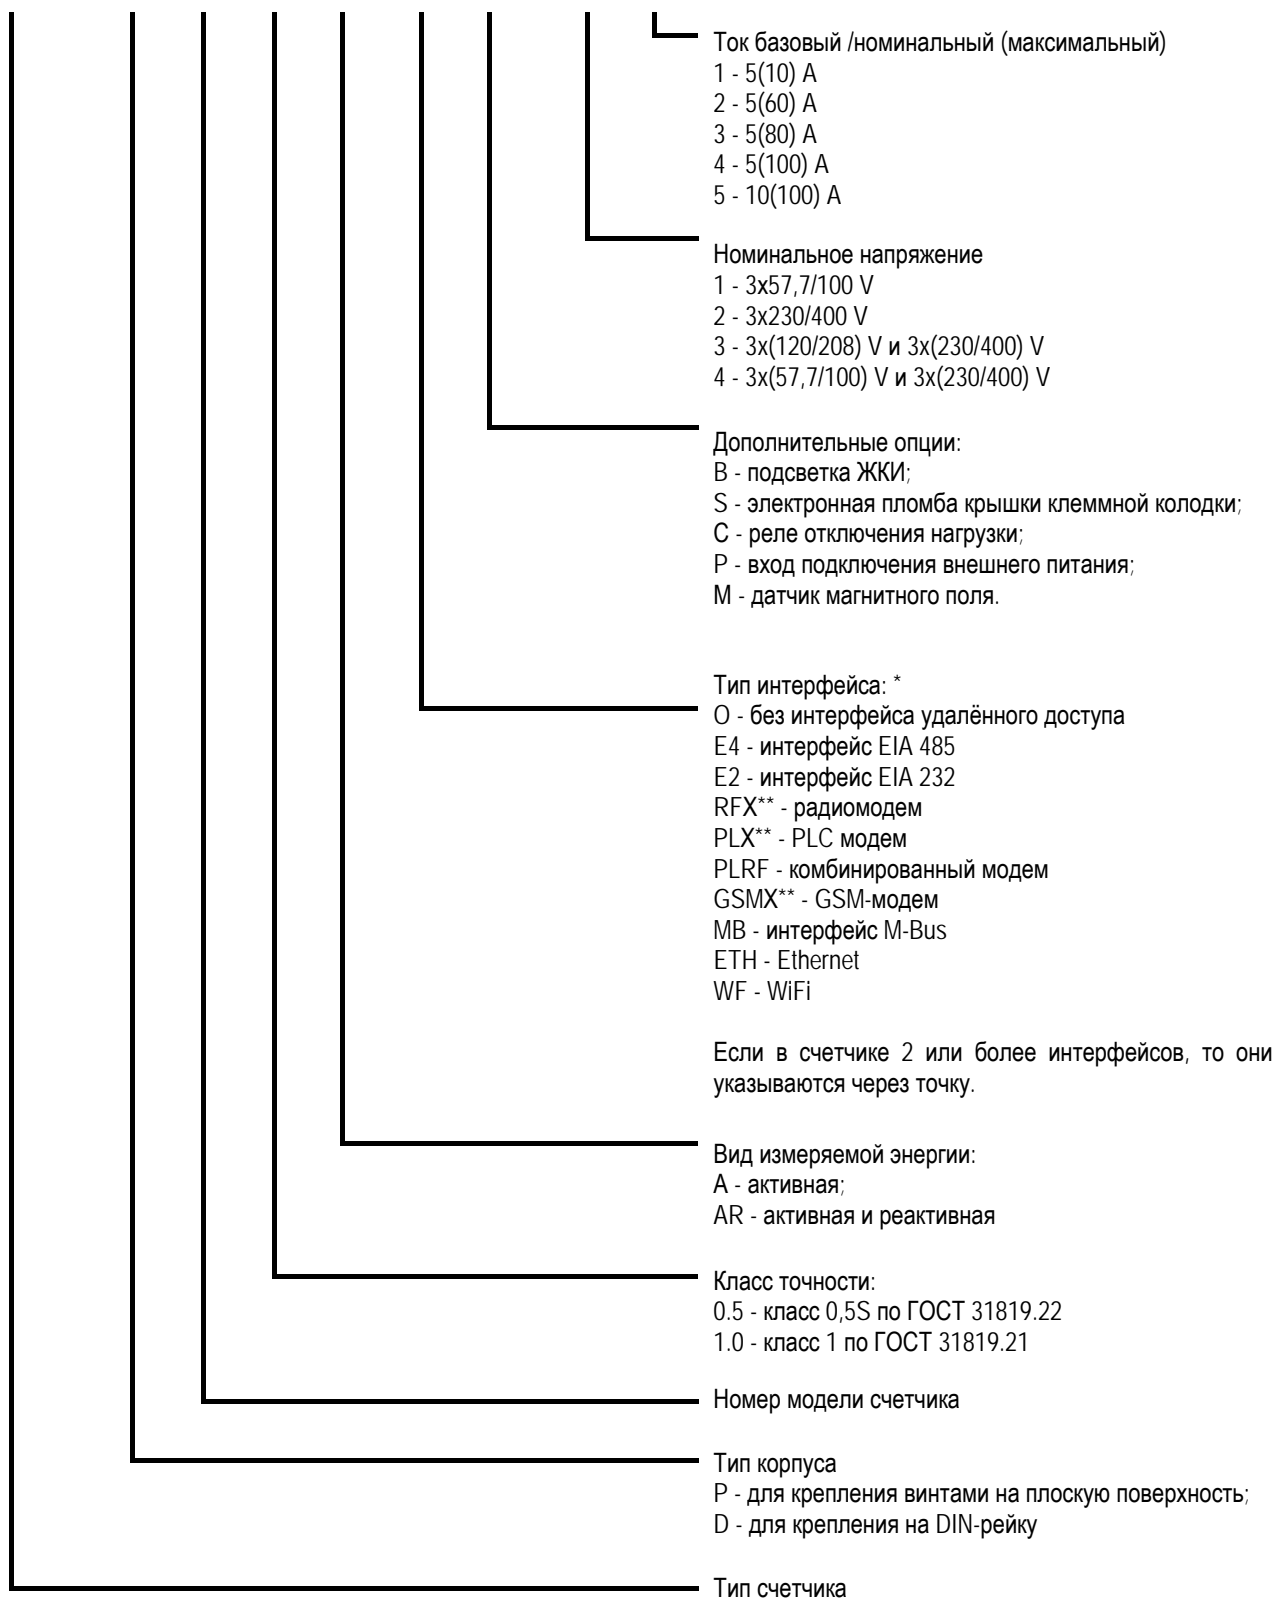 Ток базовый /номинальный (максимальный)
1 - 5(10) А
2 - 5(60) А
3 - 5(80) А
4 - 5(100) А
5 - 10(100) А
Номинальное напряжение
1 - 3х57,7/100 V
2 - 3x230/400 V
3 - 3x(120/208) V и 3x(230/400) V
4 - 3x(57,7/100) V и 3x(230/400) V
Дополнительные опции:
B - подсветка ЖКИ;
S - электронная пломба крышки клеммной колодки;
С - реле отключения нагрузки;
P - вход подключения внешнего питания;
М - датчик магнитного поля.
Тип интерфейса: *
O - без интерфейса удалённого доступа
E4 - интерфейс EIA 485
E2 - интерфейс EIA 232
RFX** - радиомодем
PLX** - PLC модем
PLRF - комбинированный модем
GSMX** - GSM-модем
MB - интерфейс M-Bus
ETH - Ethernet
WF - WiFi
Если в счетчике 2 или более интерфейсов, то они
указываются через точку.
Вид измеряемой энергии:
А - активная;
AR - активная и реактивная
Класс точности:
0.5 - класс 0,5S по ГОСТ 31819.22
1.0 - класс 1 по ГОСТ 31819.21
Номер модели счетчика
Тип корпуса
P - для крепления винтами на плоскую поверхность;
D - для крепления на DIN-рейку
Тип счетчика